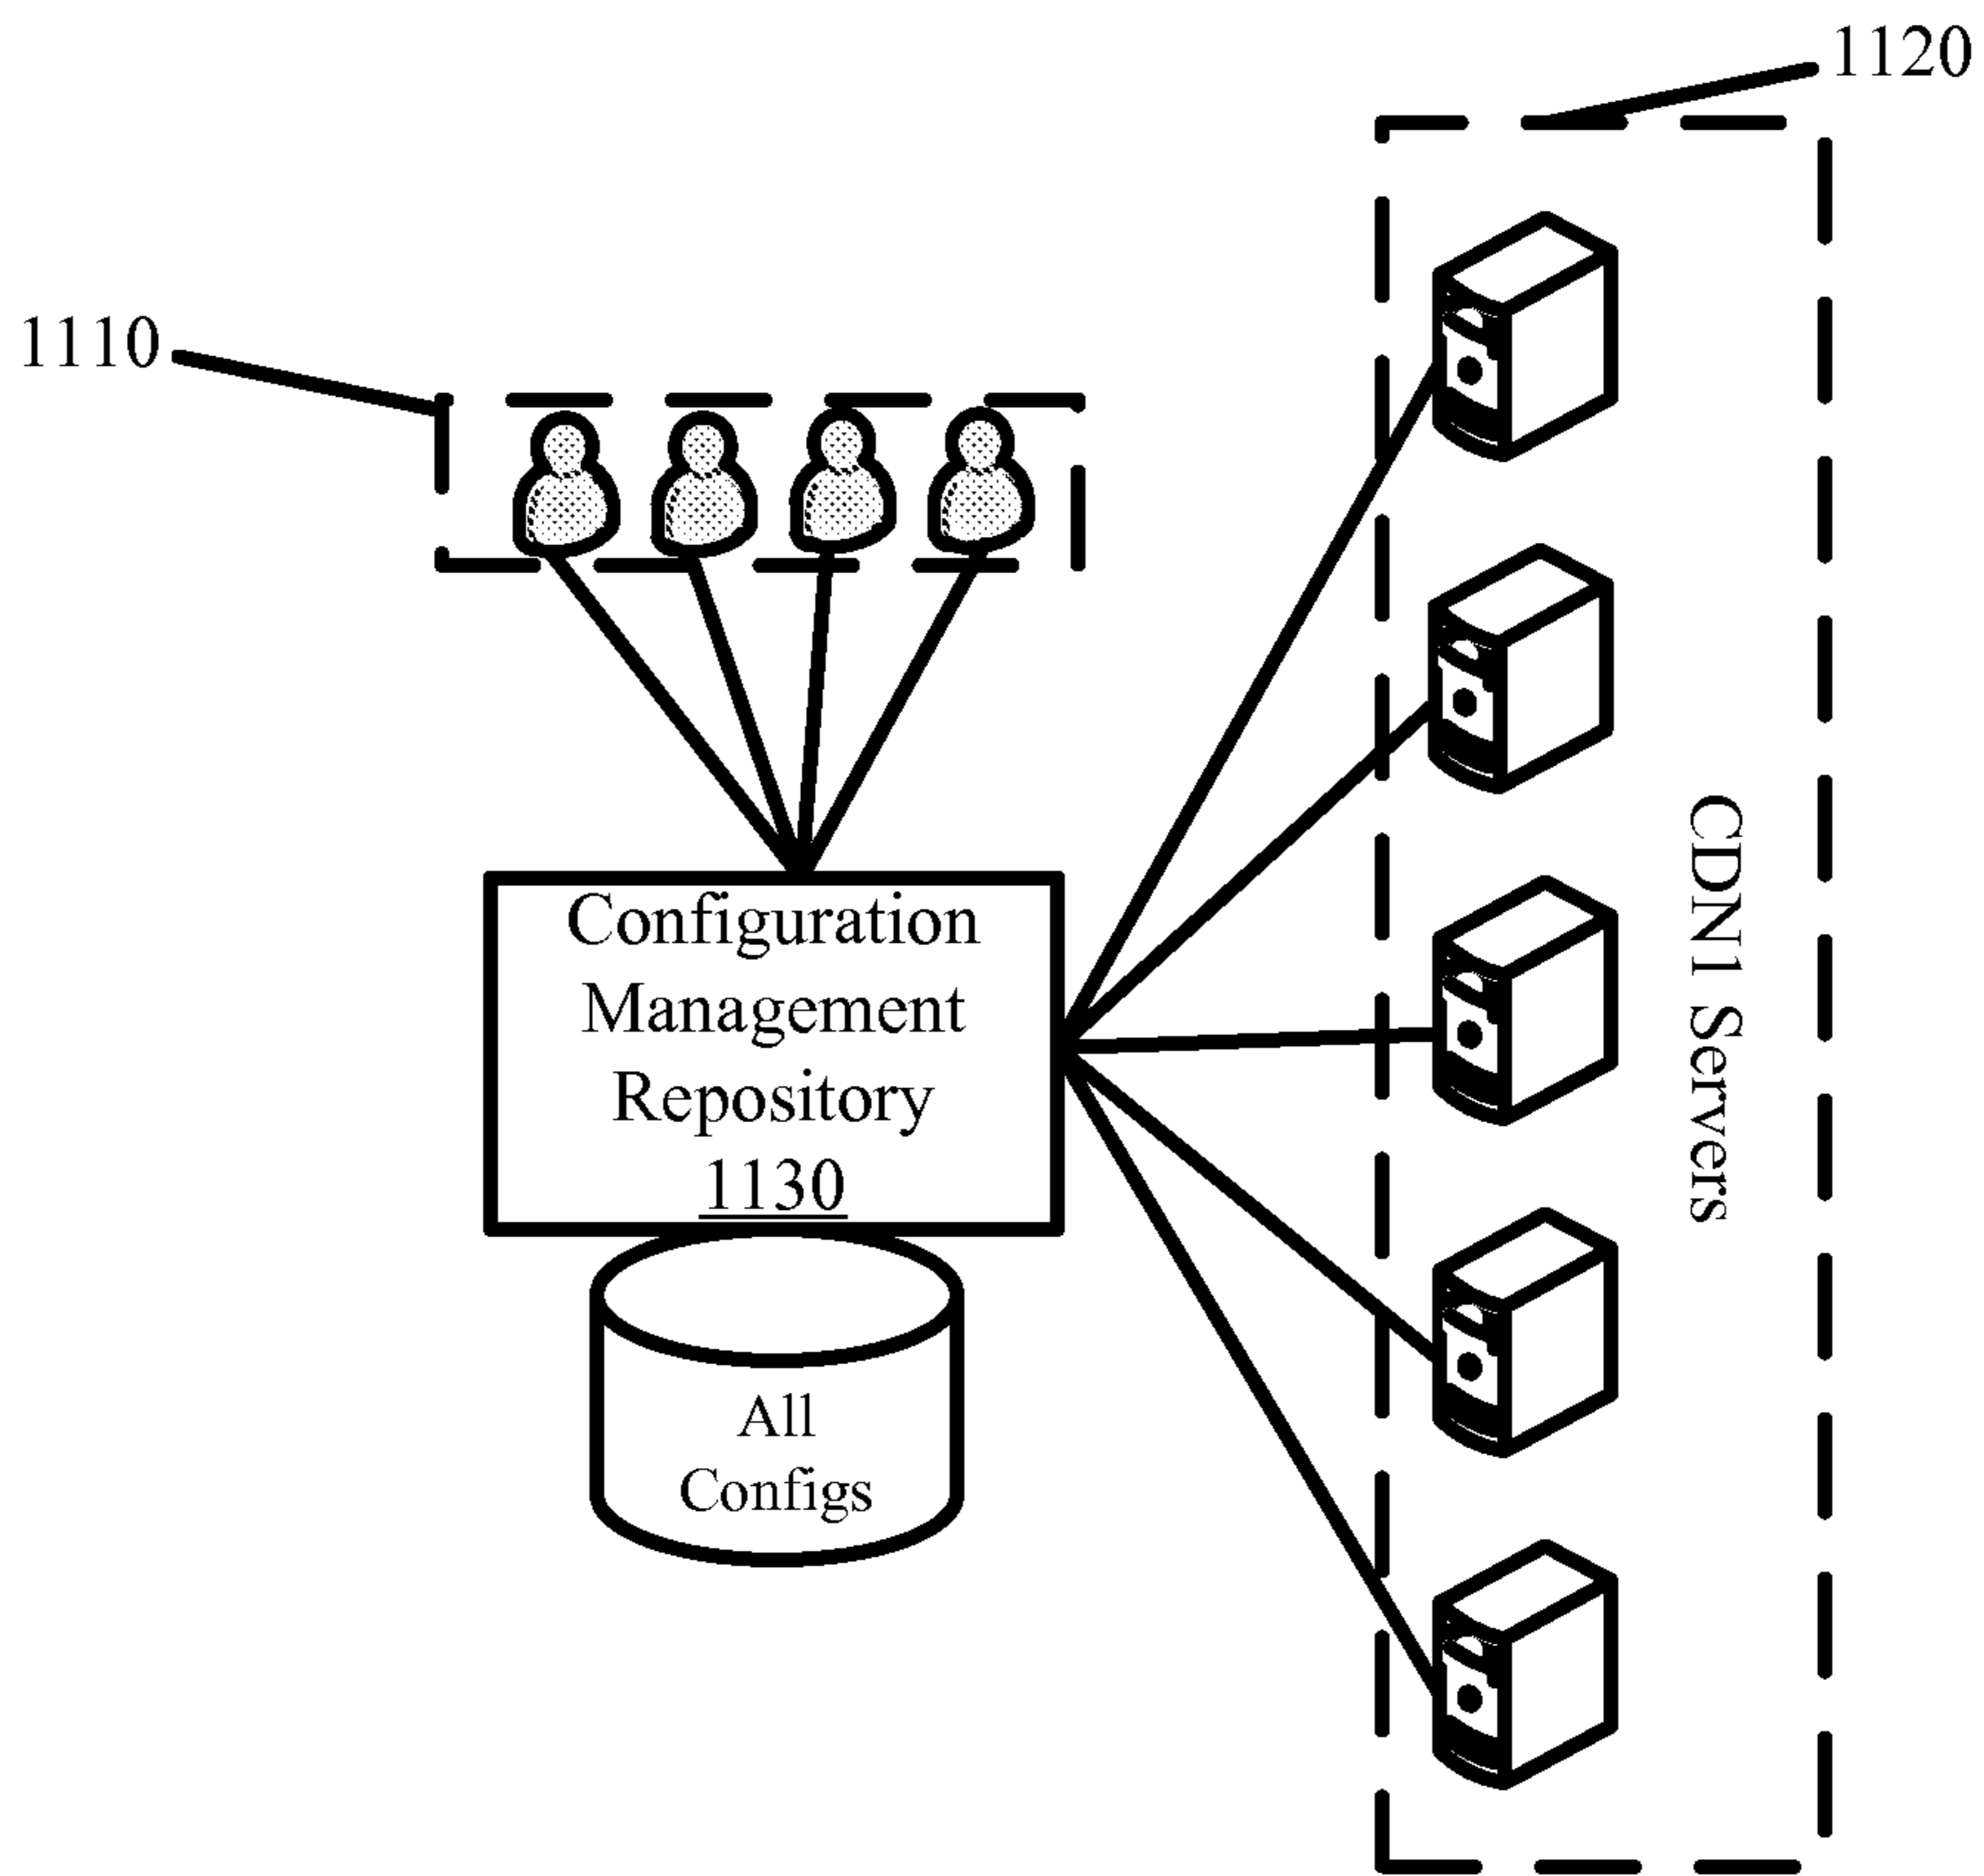 1120
1110
Configuration
Management
Repository
1130
CDN1 Servers
All
Configs